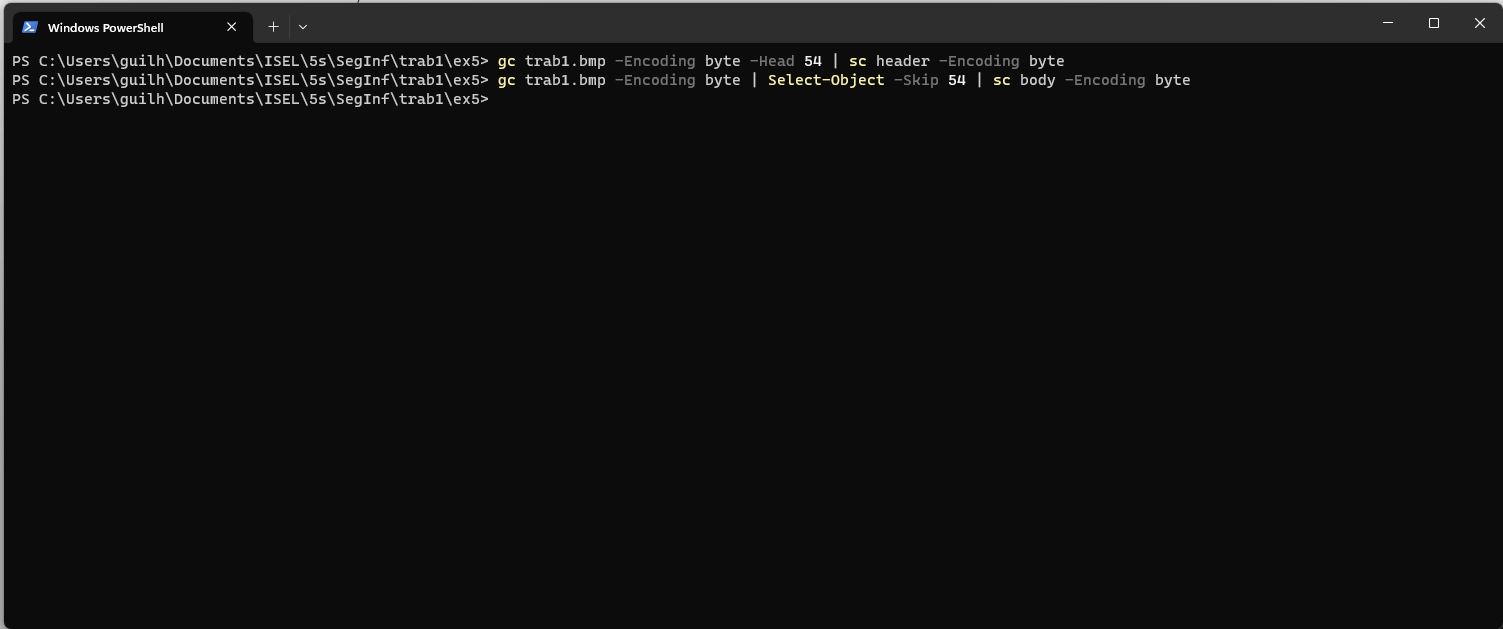 Windows PowerShell
PS C:\Users\guilh\Documents\ISEL\5s\SegInf\trab1\ex5> gc trab1.bmp -Encoding byte -Head 54 | sc header -Encoding byte
PS C:\Users\guilh\Documents\ISEL\5s\SegInf\trab1\ex5> gc trab1.bmp -Encoding byte | Select-Object -Skip 54 | sc body -Encoding byte
PS C:\Users\guilh\Documents\ISEL\5s\SegInf\trab1\ex5>